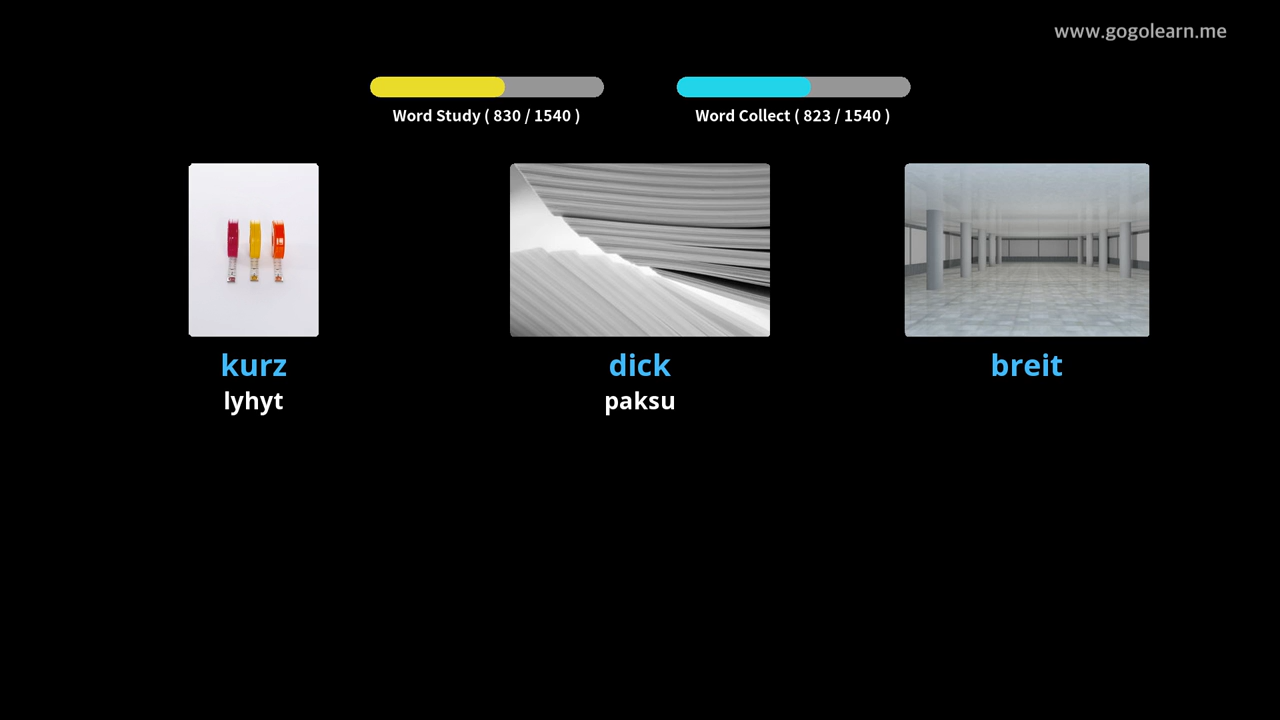 www.gogolearn.me
Word Study ( 830 / 1540 )
Word Collect ( 823 / 1540 )
kurz
lyhyt
dick
paksu
breit